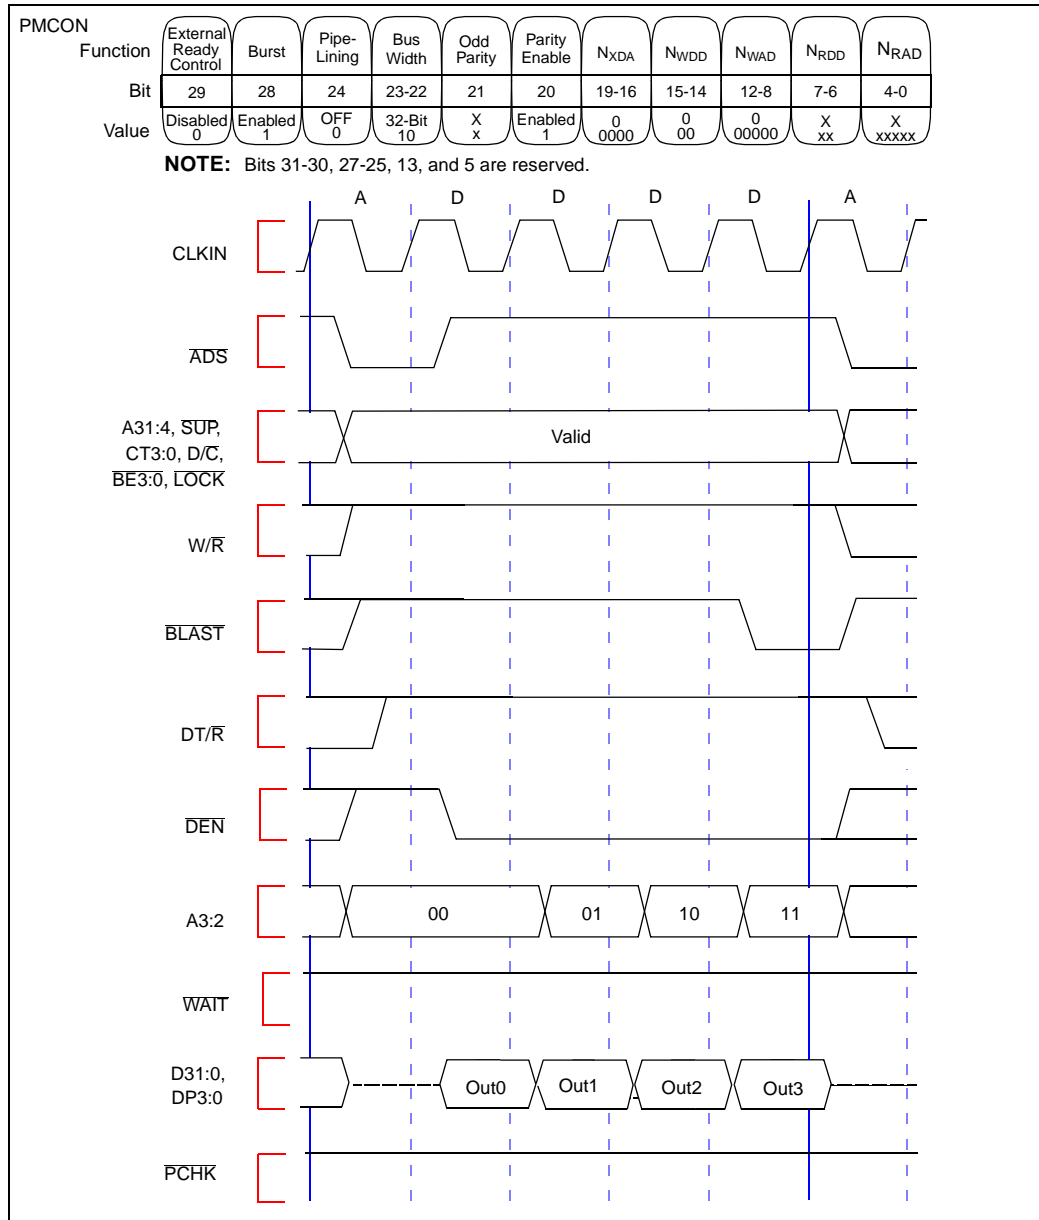 PMCON
Function
External Ready Control
Burst
Pipe-Lining
Bus Width
Odd Parity
Parity Enable
NXDA
NWDD
NWAD
NRDD
NRAD
Bit 29 28 24 23-22 21 20 19-16 15-14 12-8 7-6 4-0
Value
Disabled 0
Enabled 1
OFF 0
32-Bit 10
X x
Enabled 1
0 0000
0 00
0 00000
X xx
X xxxxx
NOTE: Bits 31-30, 27-25, 13, and 5 are reserved.
A D D D D A
CLKIN
ADS
A31:4, SUP,
CT3:0, D/C,
BE3:0, LOCK
Valid
W/R
BLAST
DT/R
DEN
A3:2 00 01 10 11
WAIT
D31:0,
DP3:0
Out0 Out1 Out2 Out3
PCHK